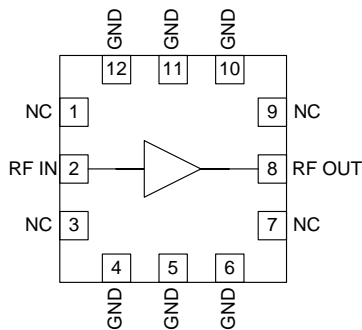 GND GND GND
12 11 10
NC 1 9 NC
RF IN 2 8 RF OUT
NC 3 7 NC
4 5 6
GND GND GND